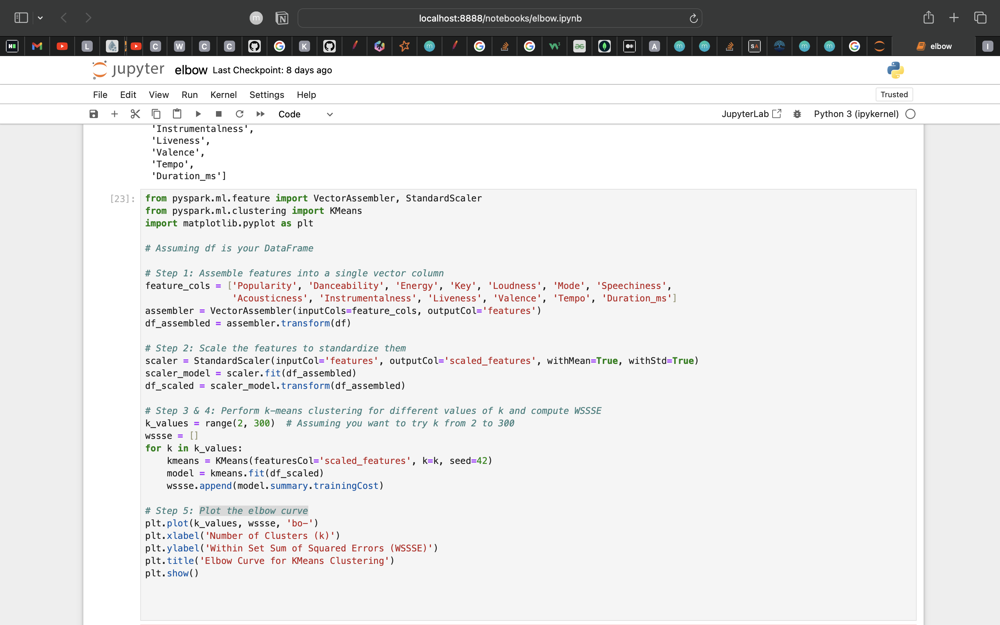 m
localhost:8888/notebooks/elbow.ipynb
H L C W C C G K m G G W3 A m m SA m m G elbow I
jupyter elbow Last Checkpoint: 8 days ago
File Edit View Run Kernel Settings Help
Trusted
Code
JupyterLab Python 3 (ipykernel)
'Instrumentalness',
'Liveness',
'Valence',
'Tempo',
'Duration_ms']
[23]:
from pyspark.ml.feature import VectorAssembler, StandardScaler
from pyspark.ml.clustering import KMeans
import matplotlib.pyplot as plt
# Assuming df is your DataFrame
# Step 1: Assemble features into a single vector column
feature_cols = ['Popularity', 'Danceability', 'Energy', 'Key', 'Loudness', 'Mode', 'Speechiness',
'Acousticness', 'Instrumentalness', 'Liveness', 'Valence', 'Tempo', 'Duration_ms']
assembler = VectorAssembler(inputCols=feature_cols, outputCol='features')
df_assembled = assembler.transform(df)
# Step 2: Scale the features to standardize them
scaler = StandardScaler(inputCol='features', outputCol='scaled_features', withMean=True, withStd=True)
scaler_model = scaler.fit(df_assembled)
df_scaled = scaler_model.transform(df_assembled)
# Step 3 & 4: Perform k-means clustering for different values of k and compute WSSSE
k_values = range(2, 300)  # Assuming you want to try k from 2 to 300
wssse = []
for k in k_values:
    kmeans = KMeans(featuresCol='scaled_features', k=k, seed=42)
    model = kmeans.fit(df_scaled)
    wssse.append(model.summary.trainingCost)
# Step 5: Plot the elbow curve
plt.plot(k_values, wssse, 'bo-')
plt.xlabel('Number of Clusters (k)')
plt.ylabel('Within Set Sum of Squared Errors (WSSSE)')
plt.title('Elbow Curve for KMeans Clustering')
plt.show()